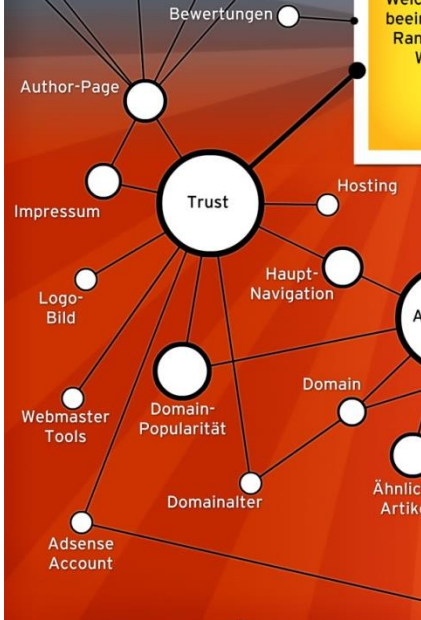 Bewertungen
Author-Page
Impressum
Trust
Hosting
Haupt-
Navigation
Logo-
Bild
Domain
Webmaster
Tools
Domain-
Popularität
Domainalter
Adsense
Account
A